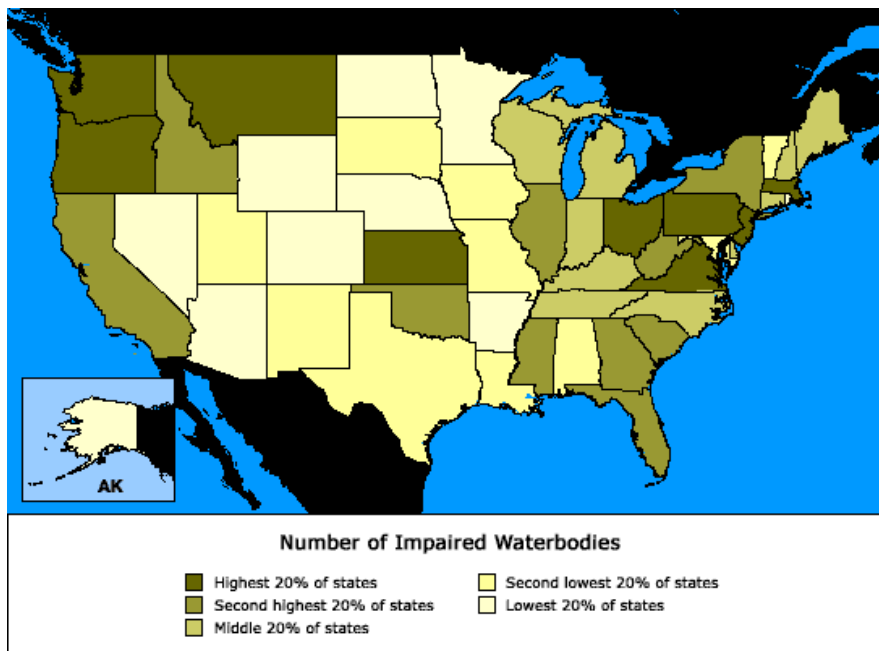 AK
Number of Impaired Waterbodies
Highest 20% of states
Second highest 20% of states
Middle 20% of states
Second lowest 20% of states
Lowest 20% of states